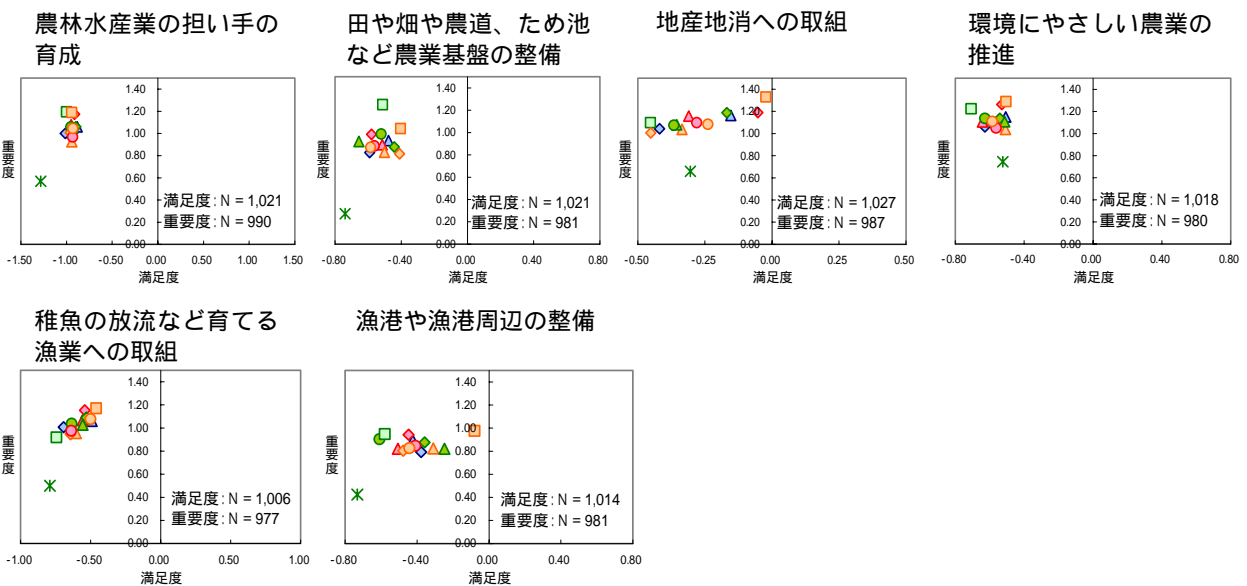 農林水産業の担い手の
育成
1.40
1.20
1.00
0.80
0.60
0.40
0.20
0.00
重要度
満足度：N = 1,021
重要度：N = 990
-1.50 -1.00 -0.50 0.00 0.50 1.00 1.50
満足度
田や畑や農道、ため池
など農業基盤の整備
1.40
1.20
1.00
0.80
0.60
0.40
0.20
0.00
重要度
満足度：N = 1,021
重要度：N = 981
-0.80 -0.40 0.00 0.40 0.80
満足度
地産地消への取組
1.40
1.20
1.00
0.80
0.60
0.40
0.20
0.00
重要度
満足度：N = 1,027
重要度：N = 987
-0.50 -0.25 0.00 0.25 0.50
満足度
環境にやさしい農業の
推進
1.40
1.20
1.00
0.80
0.60
0.40
0.20
0.00
重要度
満足度：N = 1,018
重要度：N = 980
-0.80 -0.40 0.00 0.40 0.80
満足度
稚魚の放流など育てる
漁業への取組
1.40
1.20
1.00
0.80
0.60
0.40
0.20
0.00
重要度
満足度：N = 1,006
重要度：N = 977
-1.00 -0.50 0.00 0.50 1.00
満足度
漁港や漁港周辺の整備
1.40
1.20
1.00
0.80
0.60
0.40
0.20
0.00
重要度
満足度：N = 1,014
重要度：N = 981
-0.80 -0.40 0.00 0.40 0.80
満足度